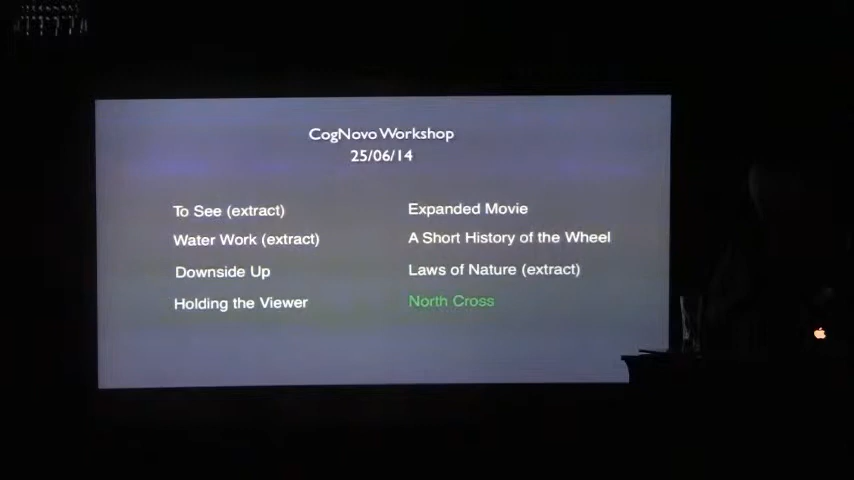 CogNovo Workshop
25/06/14
To See (extract)
Water Work (extract)
Downside Up
Holding the Viewer
Expanded Movie
A Short History of the Wheel
Laws of Nature (extract)
North Cross